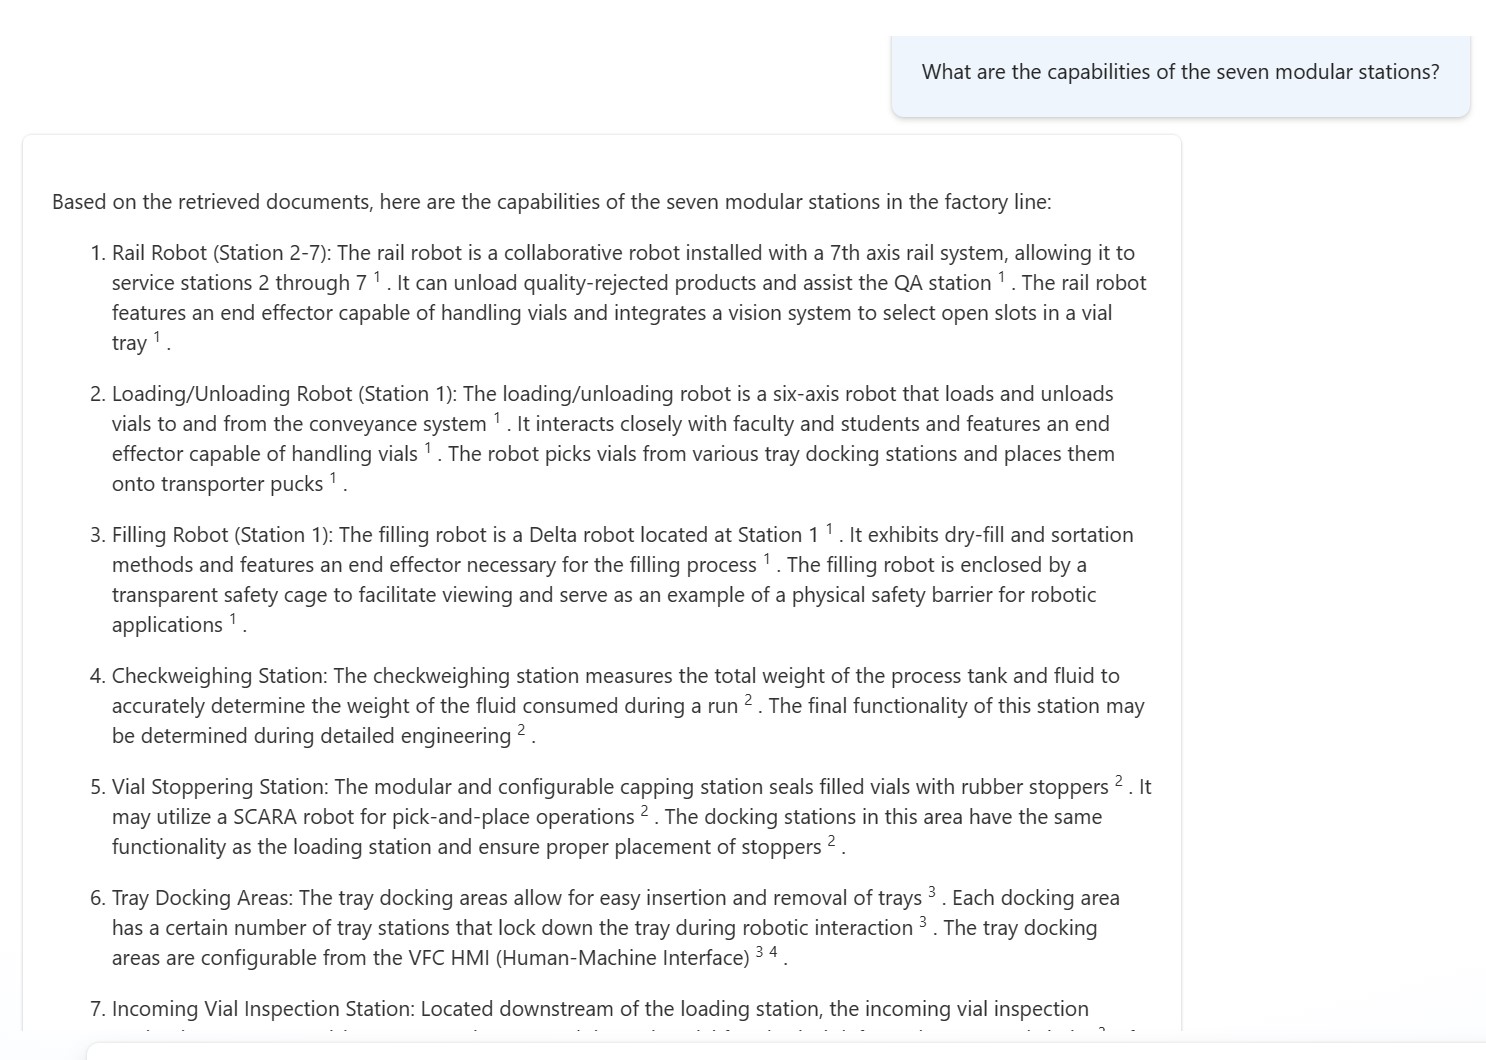 What are the capabilities of the seven modular stations?
Based on the retrieved documents, here are the capabilities of the seven modular stations in the factory line:
1. Rail Robot (Station 2-7): The rail robot is a collaborative robot installed with a 7th axis rail system, allowing it to
service stations 2 through 7 1 . It can unload quality-rejected products and assist the QA station 1 . The rail robot
features an end effector capable of handling vials and integrates a vision system to select open slots in a vial
tray 1 .
2. Loading/Unloading Robot (Station 1): The loading/unloading robot is a six-axis robot that loads and unloads
vials to and from the conveyance system 1 . It interacts closely with faculty and students and features an end
effector capable of handling vials 1 . The robot picks vials from various tray docking stations and places them
onto transporter pucks 1 .
3. Filling Robot (Station 1): The filling robot is a Delta robot located at Station 1 1 . It exhibits dry-fill and sortation
methods and features an end effector necessary for the filling process 1 . The filling robot is enclosed by a
transparent safety cage to facilitate viewing and serve as an example of a physical safety barrier for robotic
applications 1 .
4. Checkweighing Station: The checkweighing station measures the total weight of the process tank and fluid to
accurately determine the weight of the fluid consumed during a run 2 . The final functionality of this station may
be determined during detailed engineering 2 .
5. Vial Stoppering Station: The modular and configurable capping station seals filled vials with rubber stoppers 2 . It
may utilize a SCARA robot for pick-and-place operations 2 . The docking stations in this area have the same
functionality as the loading station and ensure proper placement of stoppers 2 .
6. Tray Docking Areas: The tray docking areas allow for easy insertion and removal of trays 3 . Each docking area
has a certain number of tray stations that lock down the tray during robotic interaction 3 . The tray docking
areas are configurable from the VFC HMI (Human-Machine Interface) 3 4 .
7. Incoming Vial Inspection Station: Located downstream of the loading station, the incoming vial inspection